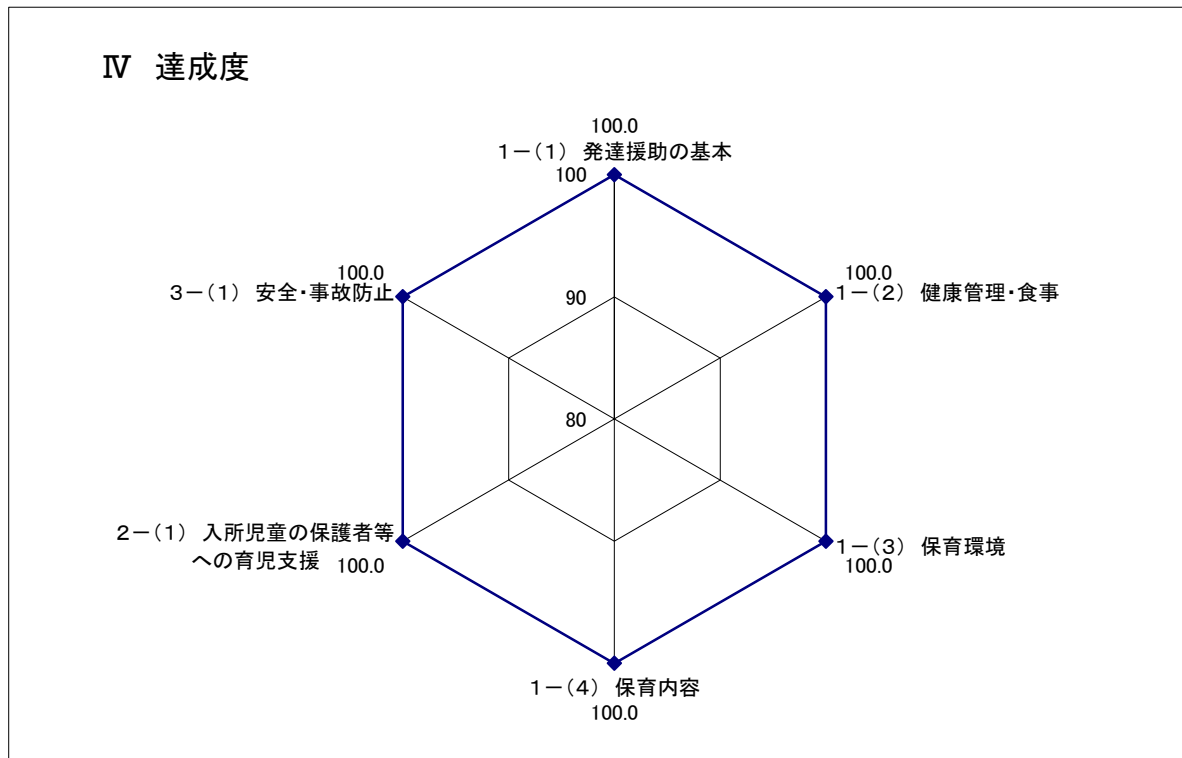 Ⅳ 達成度
100.0
1－(1) 発達援助の基本
100
100.0
3－(1) 安全・事故防止
100.0
1－(2) 健康管理・食事
90
80
2－(1) 入所児童の保護者等
への育児支援
100.0
1－(3) 保育環境
100.0
1－(4) 保育内容
100.0